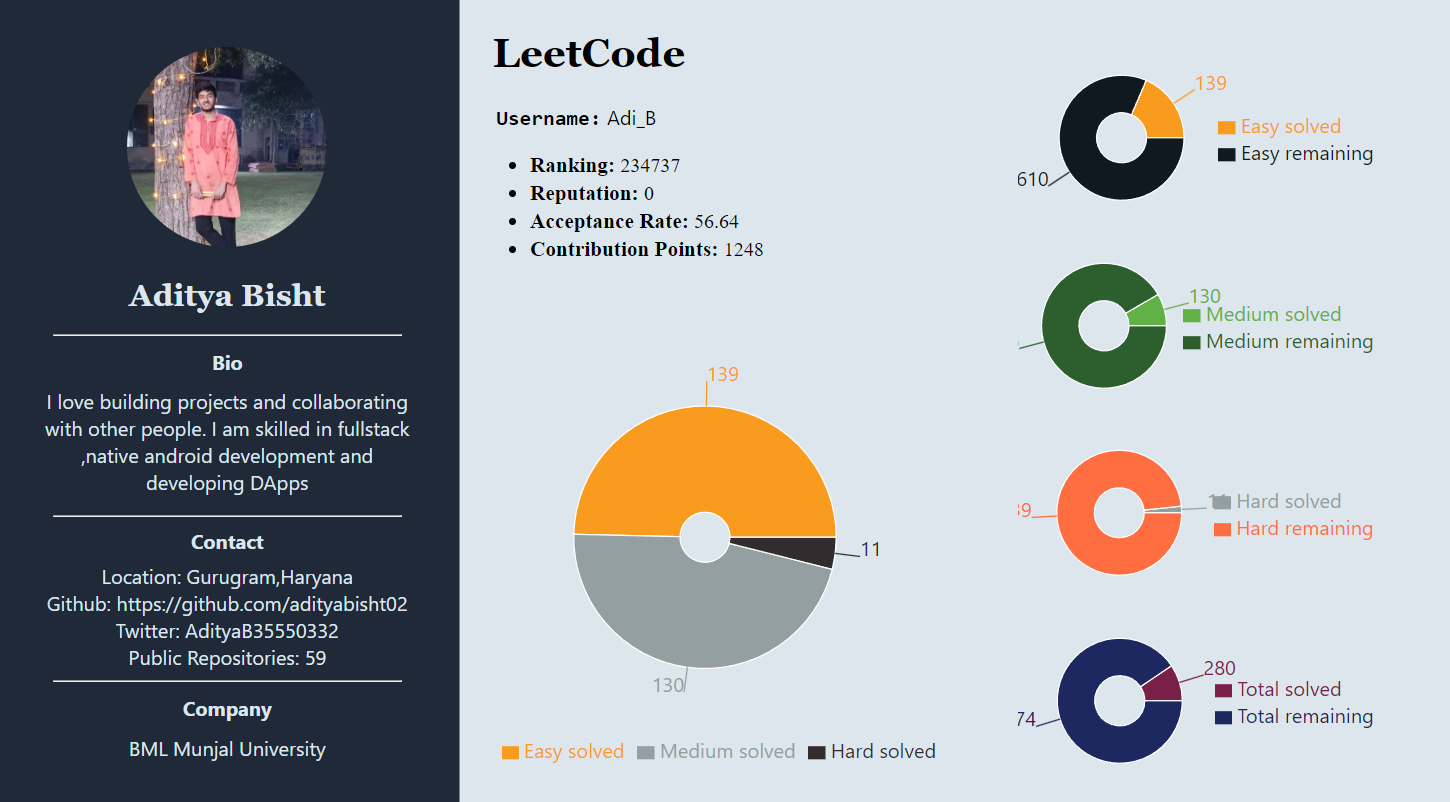 Aditya Bisht
Bio
I love building projects and collaborating
with other people. I am skilled in fullstack
,native android development and
developing DApps
Contact
Location: Gurugram,Haryana
Github: https://github.com/adityabisht02
Twitter: AdityaB35550332
Public Repositories: 59
Company
BML Munjal University
LeetCode
Username: Adi_B
Ranking: 234737
Reputation: 0
Acceptance Rate: 56.64
Contribution Points: 1248
139
11
130
Easy solved Medium solved Hard solved
139
610
Easy solved
Easy remaining
130
Medium solved
Medium remaining
Hard solved
Hard remaining
280
74
Total solved
Total remaining